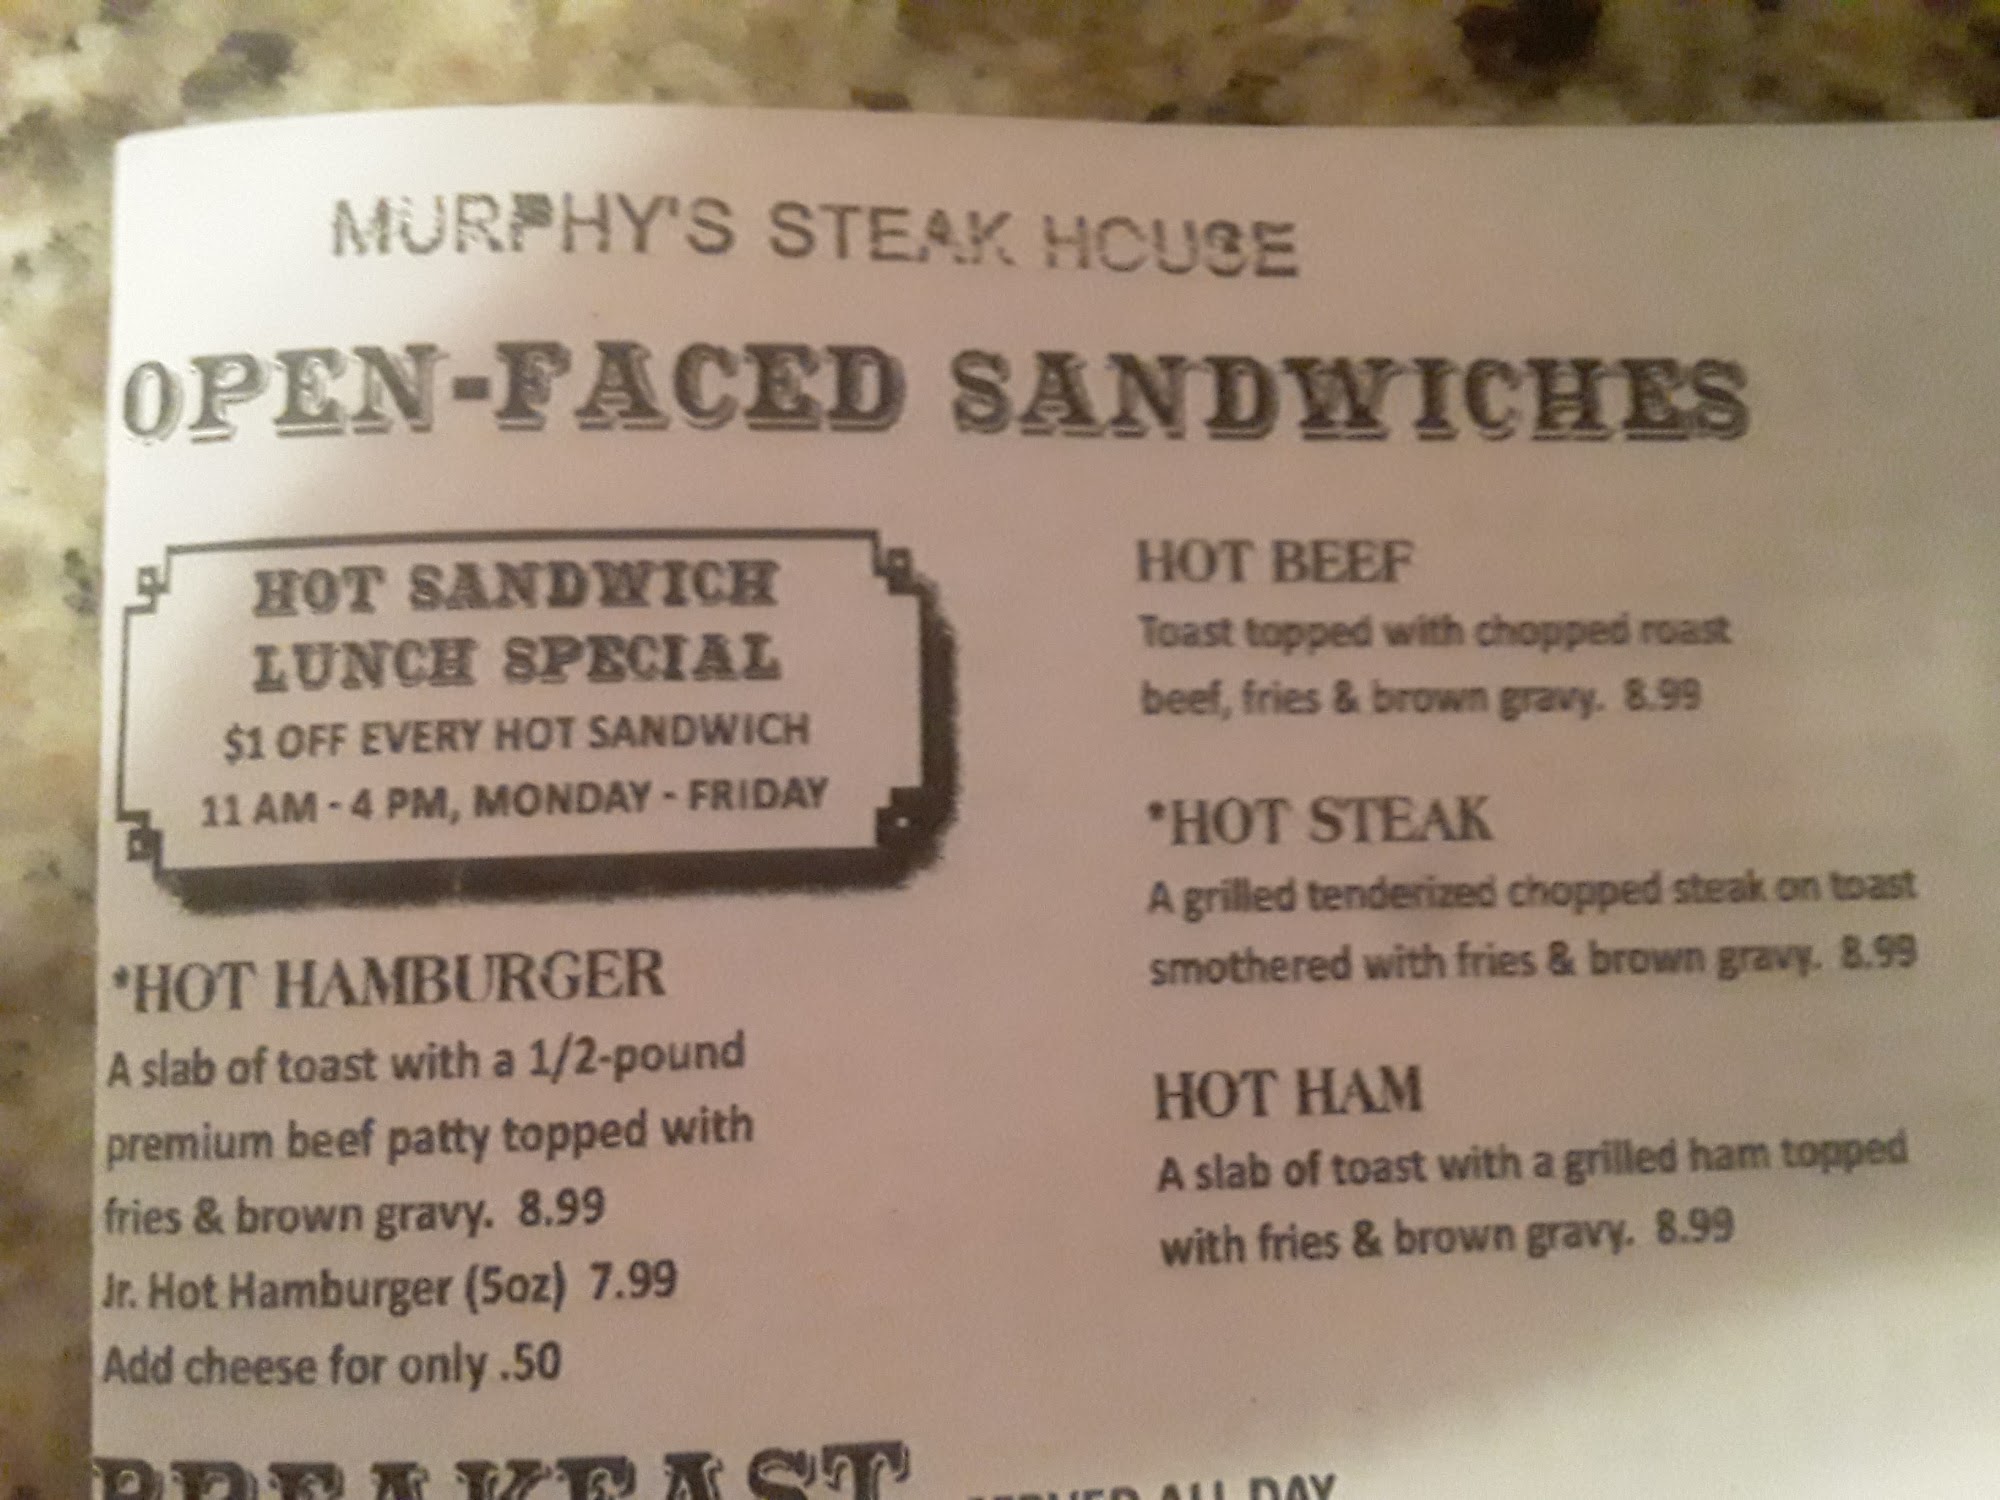 MURPHY'S STEAK HOUSE
OPEN-FACED SANDWICHES
HOT SANDWICH
LUNCH SPECIAL
$1 OFF EVERY HOT SANDWICH
11 AM - 4 PM, MONDAY - FRIDAY
*HOT HAMBURGER
A slab of toast with a 1/2-pound
premium beef patty topped with
fries & brown gravy. 8.99
Jr. Hot Hamburger (5oz) 7.99
Add cheese for only .50
HOT BEEF
Toast topped with chopped roast
beef, fries & brown gravy. 8.99
*HOT STEAK
A grilled tenderized chopped steak on toast
smothered with fries & brown gravy. 8.99
HOT HAM
A slab of toast with a grilled ham topped
with fries & brown gravy. 8.99
BREAKFAST SERVED ALL DAY